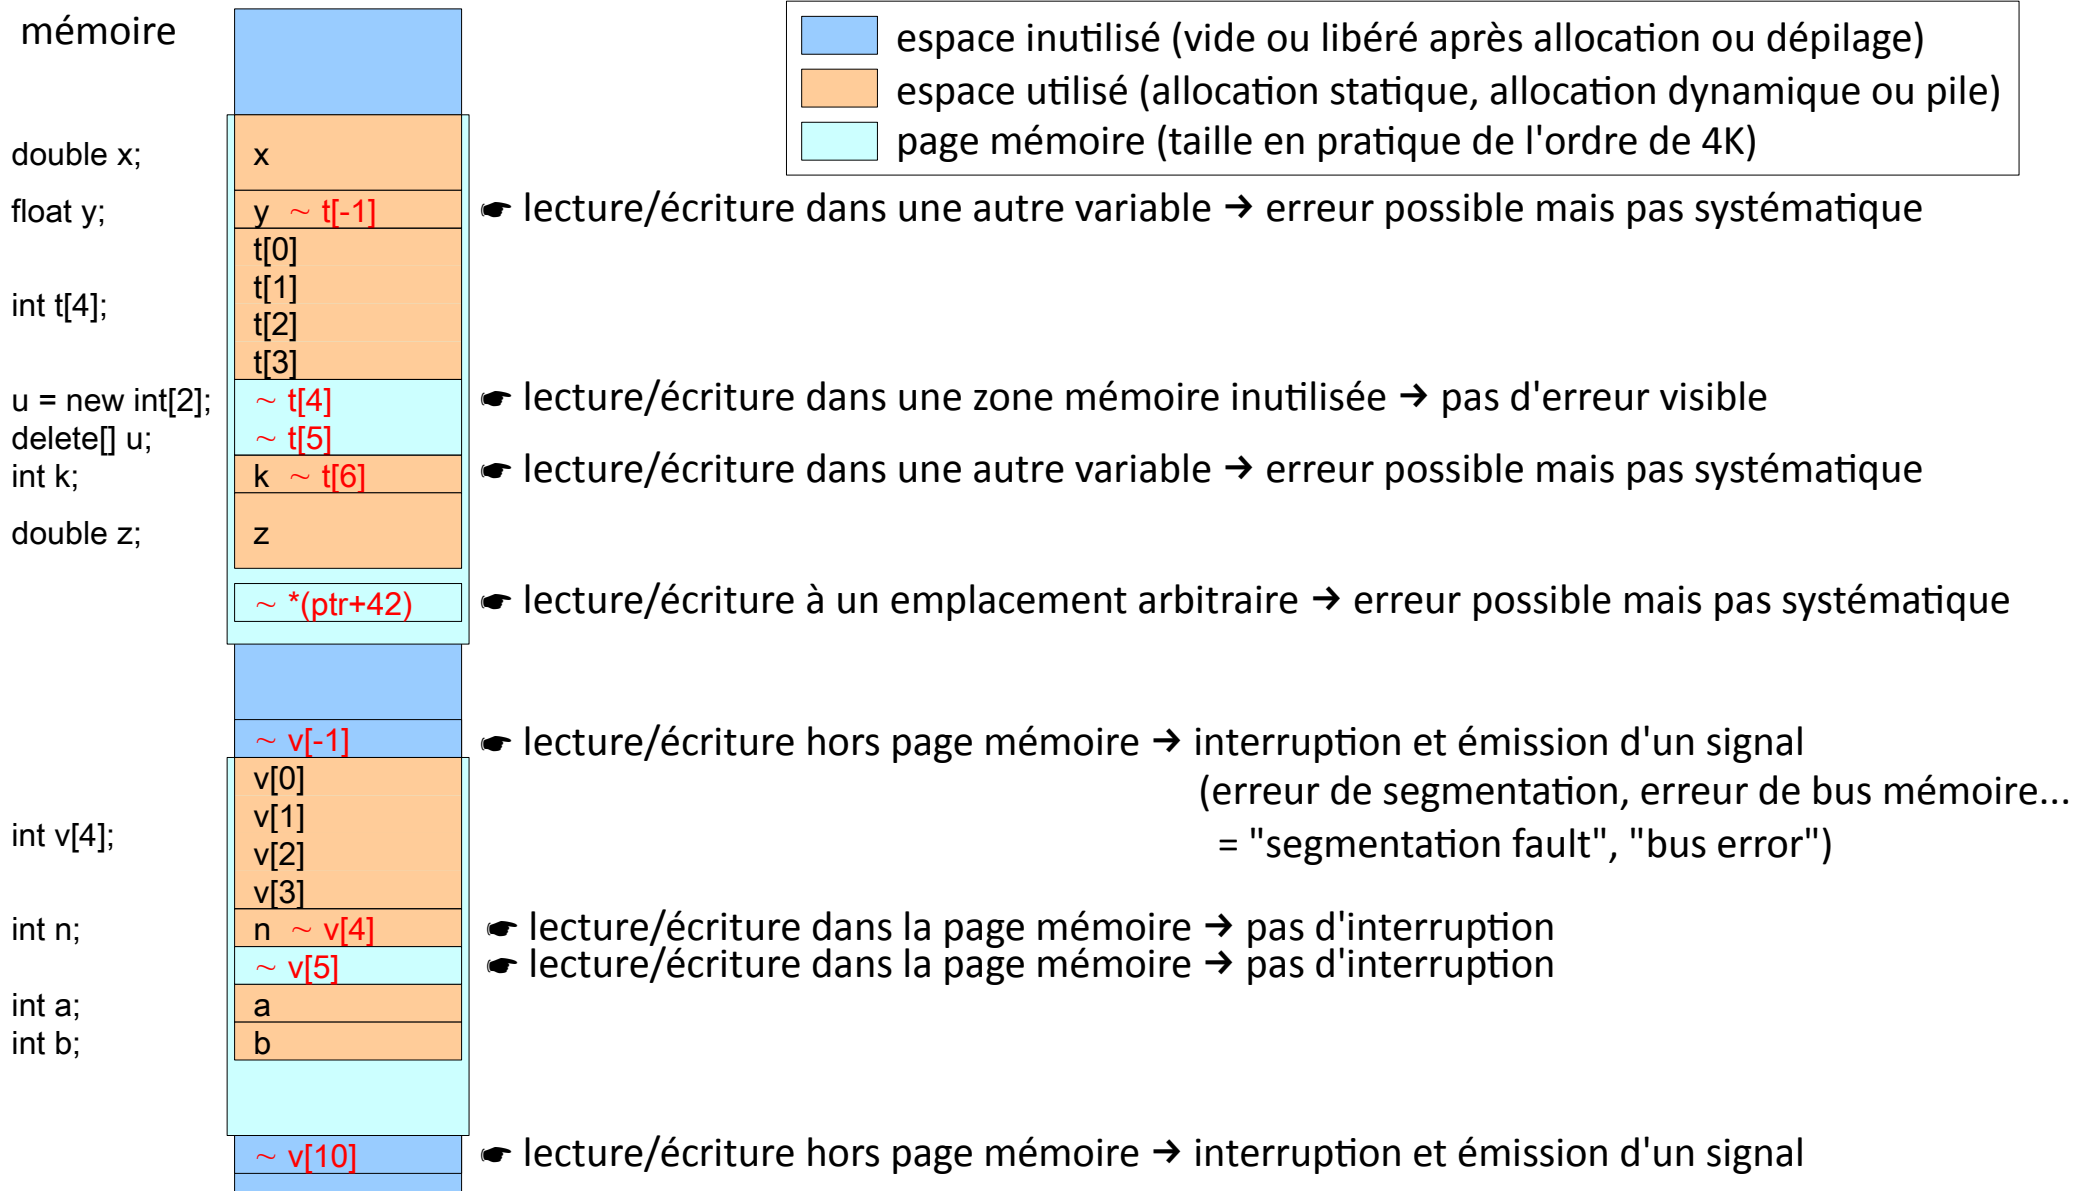 mémoire
espace inutilisé (vide ou libéré après allocation ou dépilage)
espace utilisé (allocation statique, allocation dynamique ou pile)
page mémoire (taille en pratique de l'ordre de 4K)
double x; x
float y; y ~ t[-1] ☛ lecture/écriture dans une autre variable → erreur possible mais pas systématique
t[0]
t[1]
int t[4];
t[2]
t[3]
u = new int[2]; ~ t[4] ☛ lecture/écriture dans une zone mémoire inutilisée → pas d'erreur visible
delete[] u; ~ t[5]
int k; k ~ t[6] ☛ lecture/écriture dans une autre variable → erreur possible mais pas systématique
double z; z
~ *(ptr+42) ☛ lecture/écriture à un emplacement arbitraire → erreur possible mais pas systématique
~ v[-1] ☛ lecture/écriture hors page mémoire → interruption et émission d'un signal
v[0] (erreur de segmentation, erreur de bus mémoire...
v[1]
int v[4];
v[2] = "segmentation fault", "bus error")
v[3]
int n; n ~ v[4] ☛ lecture/écriture dans la page mémoire → pas d'interruption
~ v[5] ☛ lecture/écriture dans la page mémoire → pas d'interruption
int a; a
int b; b
~ v[10] ☛ lecture/écriture hors page mémoire → interruption et émission d'un signal